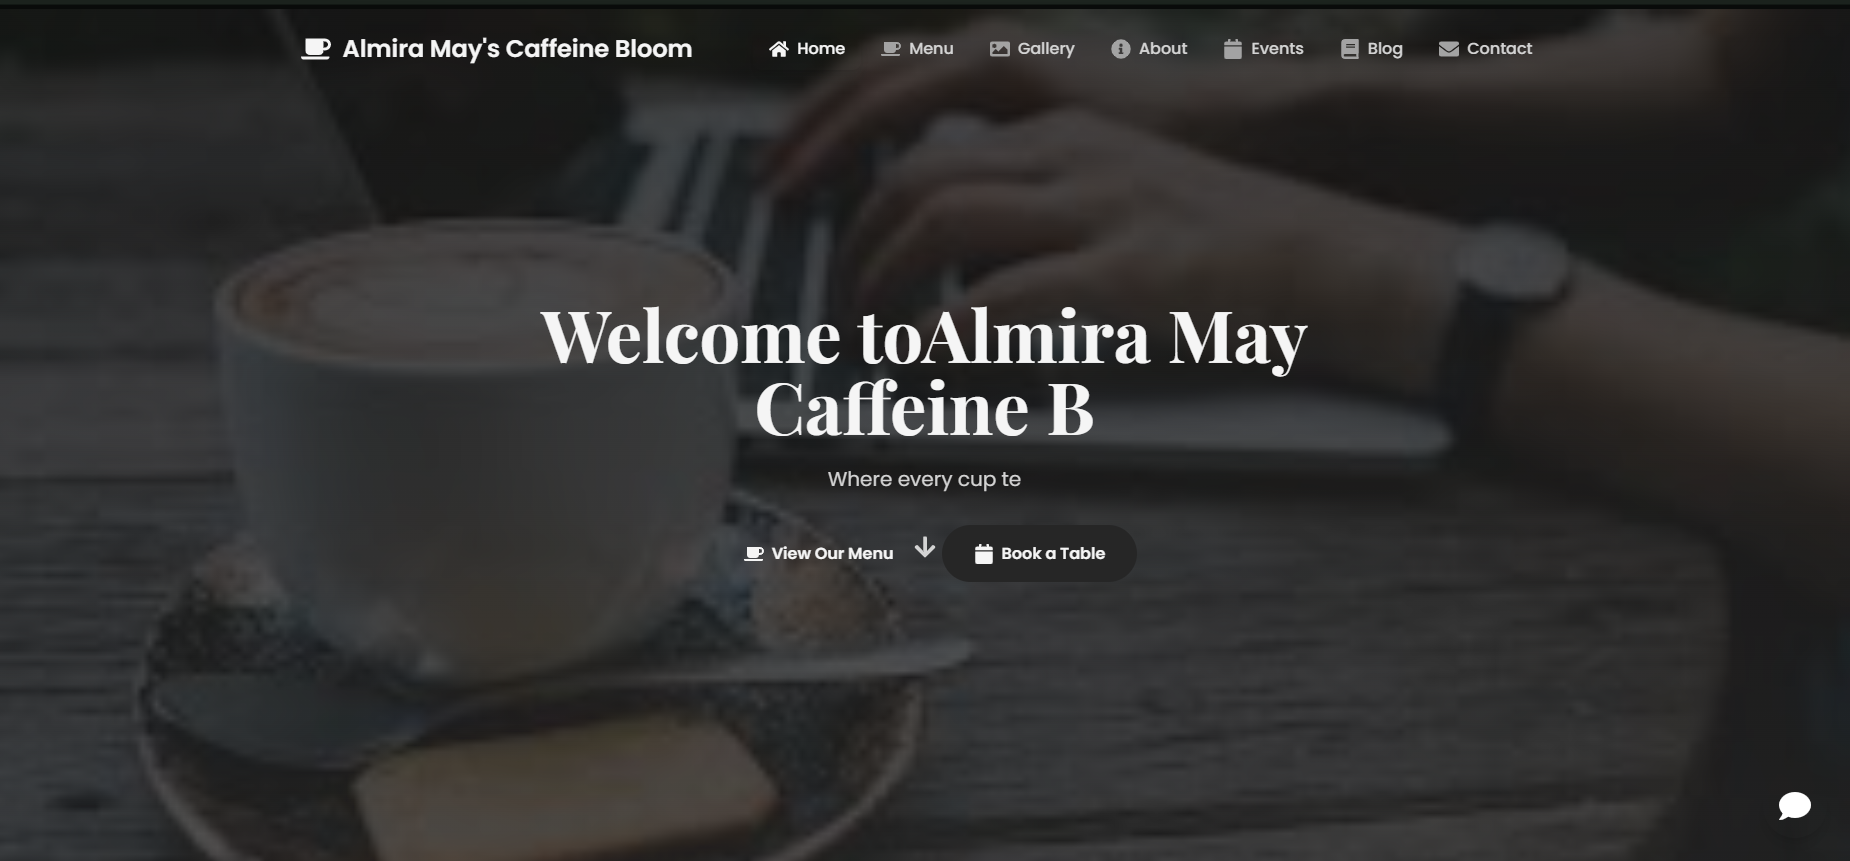 Almira May's Caffeine Bloom
Home Menu Gallery About Events Blog Contact
Welcome toAlmira May
Caffeine B
Where every cup te
View Our Menu
Book a Table